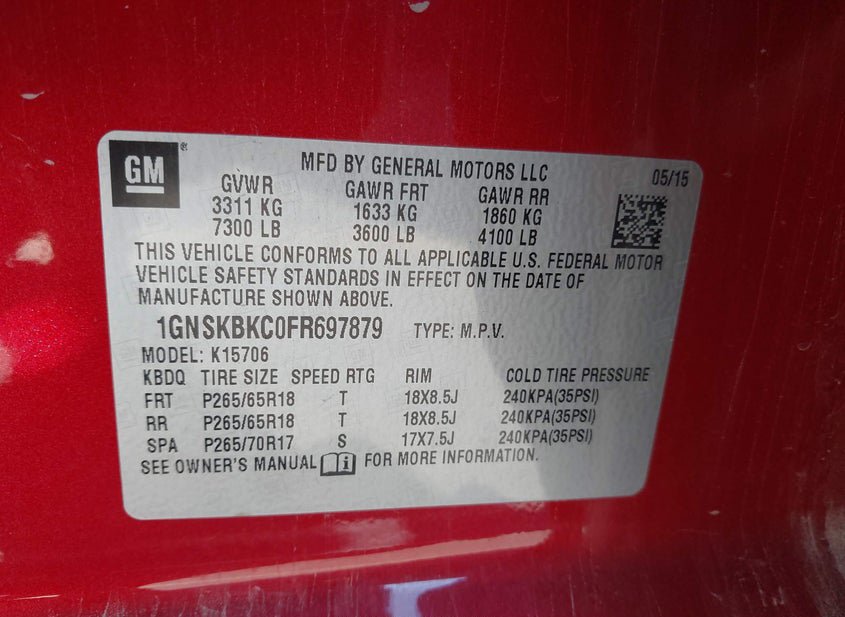 GM
MFD BY GENERAL MOTORS LLC 05/15
GVWR GAWR FRT GAWR RR
3311 KG 1633 KG 1860 KG
7300 LB 3600 LB 4100 LB
THIS VEHICLE CONFORMS TO ALL APPLICABLE U.S. FEDERAL MOTOR
VEHICLE SAFETY STANDARDS IN EFFECT ON THE DATE OF
MANUFACTURE SHOWN ABOVE.
1GNSKBKC0FR697879 TYPE: M.P.V.
MODEL: K15706
KBDQ TIRE SIZE SPEED RTG RIM COLD TIRE PRESSURE
FRT P265/65R18 T 18X8.5J 240KPA(35PSI)
RR P265/65R18 T 18X8.5J 240KPA(35PSI)
SPA P265/70R17 S 17X7.5J 240KPA(35PSI)
SEE OWNER'S MANUAL i FOR MORE INFORMATION.